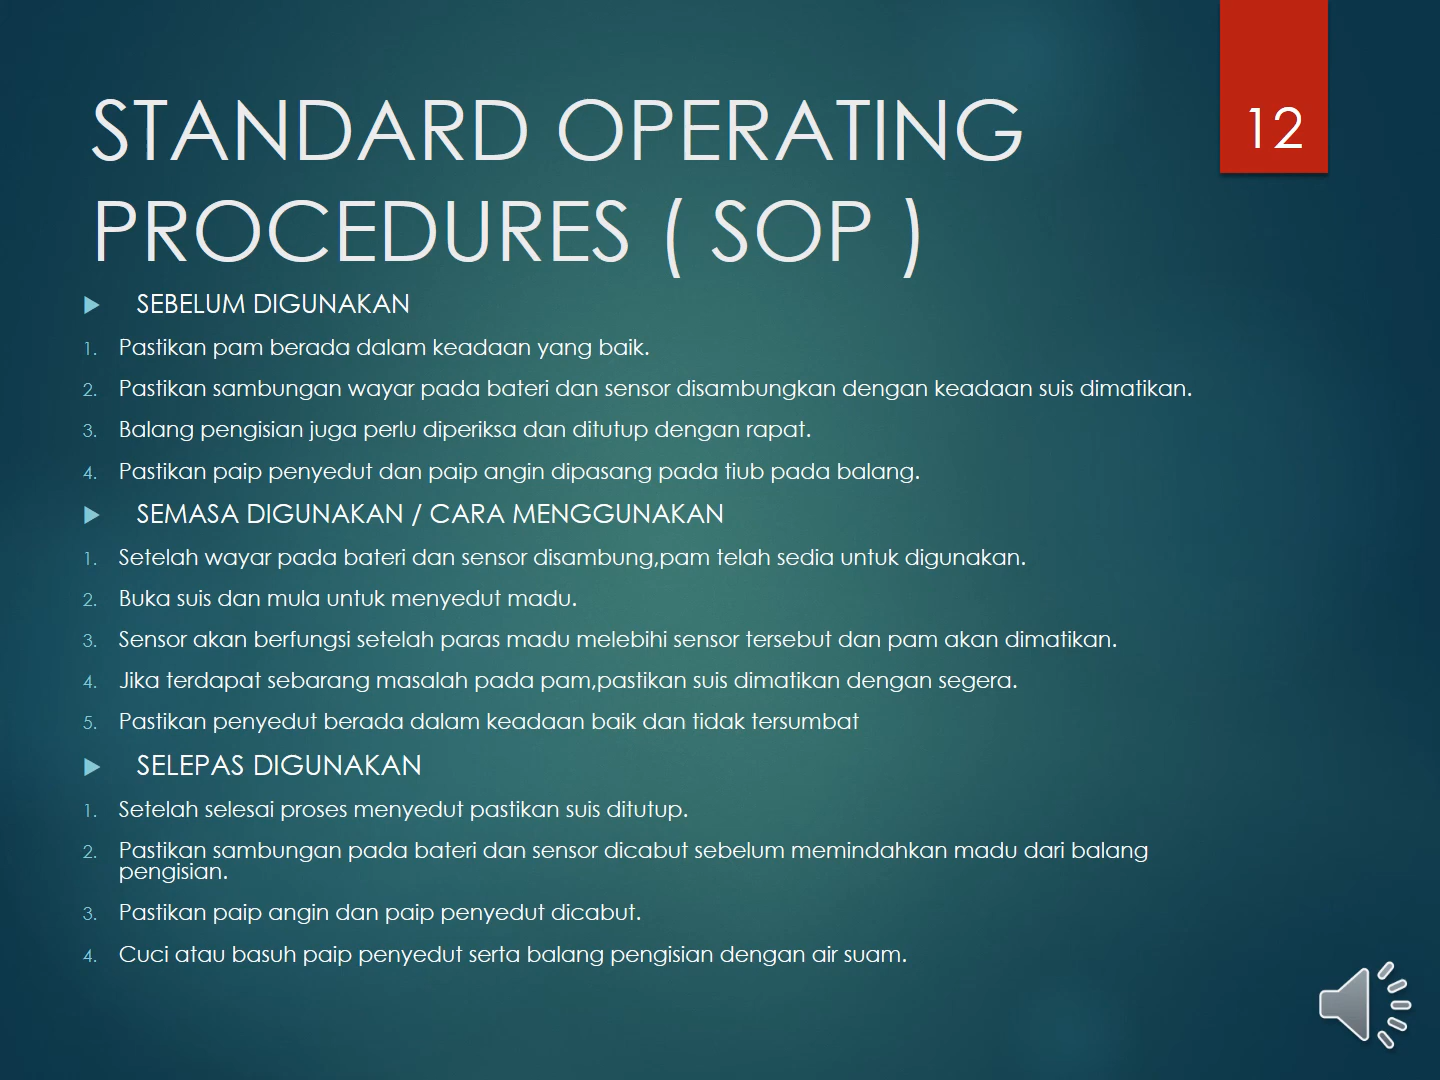 STANDARD OPERATING
PROCEDURES ( SOP )
12
SEBELUM DIGUNAKAN
1. Pastikan pam berada dalam keadaan yang baik.
2. Pastikan sambungan wayar pada bateri dan sensor disambungkan dengan keadaan suis dimatikan.
3. Balang pengisian juga perlu diperiksa dan ditutup dengan rapat.
4. Pastikan paip penyedut dan paip angin dipasang pada tiub pada balang.
SEMASA DIGUNAKAN / CARA MENGGUNAKAN
1. Setelah wayar pada bateri dan sensor disambung,pam telah sedia untuk digunakan.
2. Buka suis dan mula untuk menyedut madu.
3. Sensor akan berfungsi setelah paras madu melebihi sensor tersebut dan pam akan dimatikan.
4. Jika terdapat sebarang masalah pada pam,pastikan suis dimatikan dengan segera.
5. Pastikan penyedut berada dalam keadaan baik dan tidak tersumbat
SELEPAS DIGUNAKAN
1. Setelah selesai proses menyedut pastikan suis ditutup.
2. Pastikan sambungan pada bateri dan sensor dicabut sebelum memindahkan madu dari balang
pengisian.
3. Pastikan paip angin dan paip penyedut dicabut.
4. Cuci atau basuh paip penyedut serta balang pengisian dengan air suam.